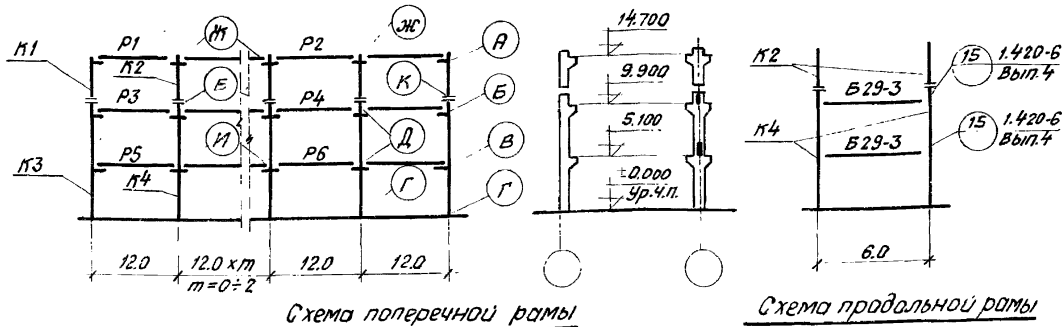 К1
Р1
Ж
Р2
Ж
А
К2
Е
К
Р3
Р4
Б
И
Д
В
Р5
Р6
К3
К4
Г
Г
12.0
12.0 × m
m=0÷2
12.0
12.0
Схема поперечной рамы
14.700
9.900
5.100
±0.000
Ур.ч.п.
К2
15
1.420-6
Вып.4
Б29-3
К4
15
1.420-6
Вып.4
Б29-3
6.0
Схема продольной рамы